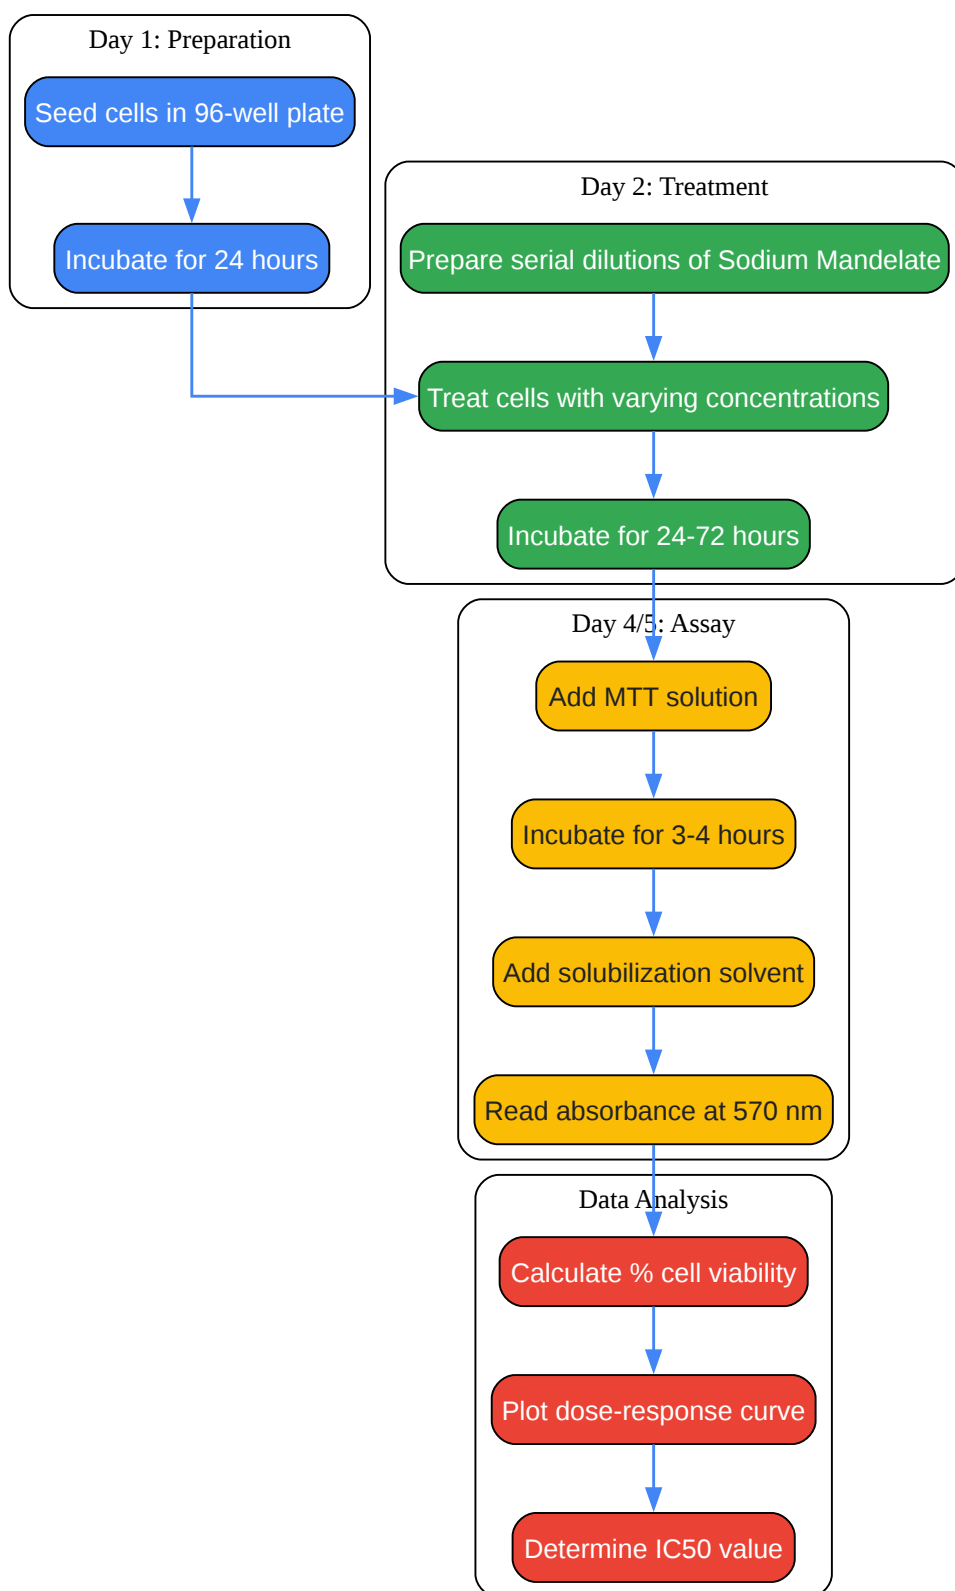 Day 1: Preparation
Seed cells in 96-well plate
Incubate for 24 hours
Day 2: Treatment
Prepare serial dilutions of Sodium Mandelate
Treat cells with varying concentrations
Incubate for 24-72 hours
Day 4/5: Assay
Add MTT solution
Incubate for 3-4 hours
Add solubilization solvent
Read absorbance at 570 nm
Data Analysis
Calculate % cell viability
Plot dose-response curve
Determine IC50 value